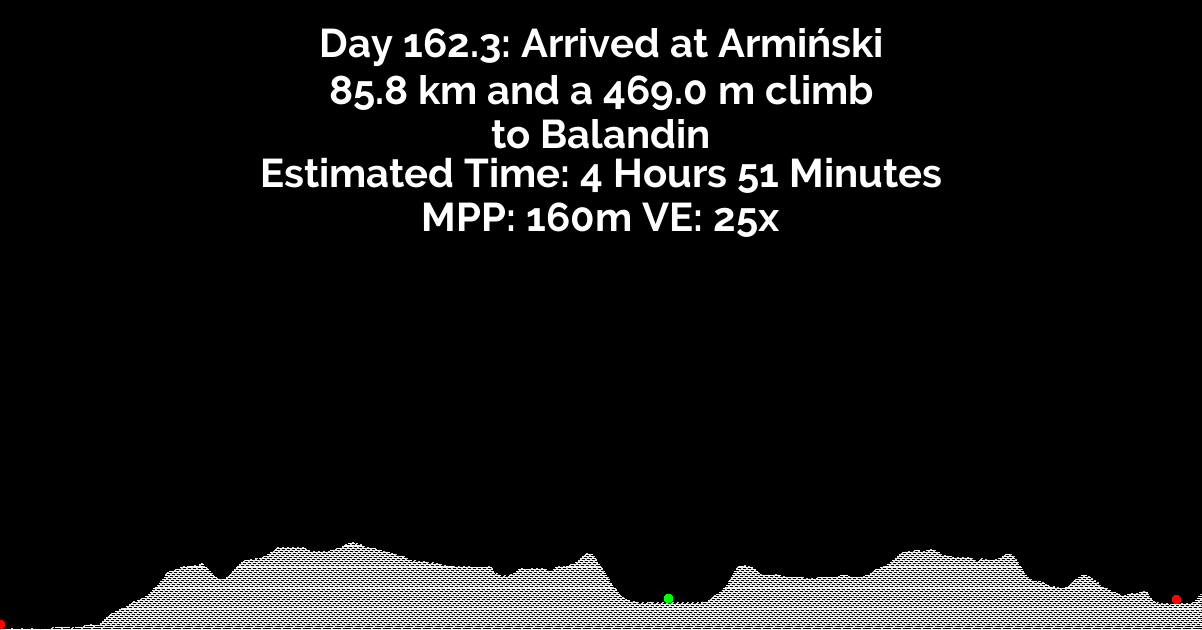 Day 162.3: Arrived at Armiński
85.8 km and a 469.0 m climb
to Balandin
Estimated Time: 4 Hours 51 Minutes
MPP: 160m VE: 25x